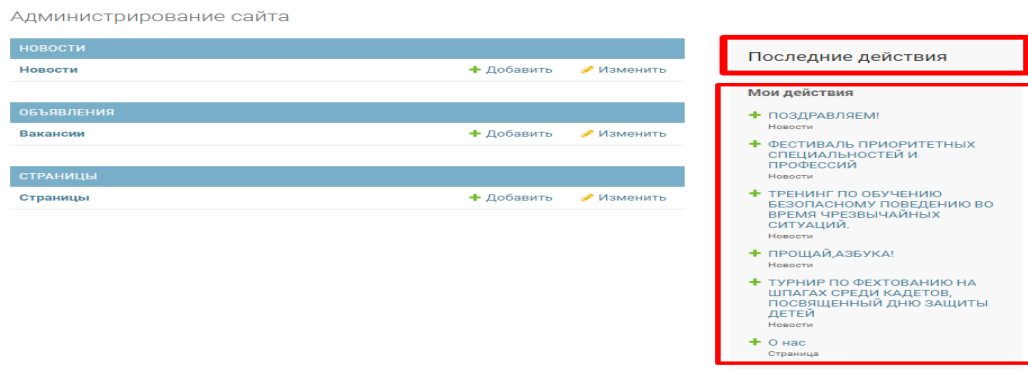 Администрирование сайта
НОВОСТИ
Новости Добавить Изменить
ОБЪЯВЛЕНИЯ
Вакансии Добавить Изменить
СТРАНИЦЫ
Страницы Добавить Изменить
Последние действия
Мои действия
ПОЗДРАВЛЯЕМ!
Новости
ФЕСТИВАЛЬ ПРИОРИТЕТНЫХ
СПЕЦИАЛЬНОСТЕЙ И
ПРОФЕССИЙ
Новости
ТРЕНИНГ ПО ОБУЧЕНИЮ
БЕЗОПАСНОМУ ПОВЕДЕНИЮ ВО
ВРЕМЯ ЧРЕЗВЫЧАЙНЫХ
СИТУАЦИЙ.
Новости
ПРОЩАЙ,АЗБУКА!
Новости
ТУРНИР ПО ФЕХТОВАНИЮ НА
ШПАГАХ СРЕДИ КАДЕТОВ,
ПОСВЯЩЕННЫЙ ДНЮ ЗАЩИТЫ
ДЕТЕЙ
Новости
О нас
Страница